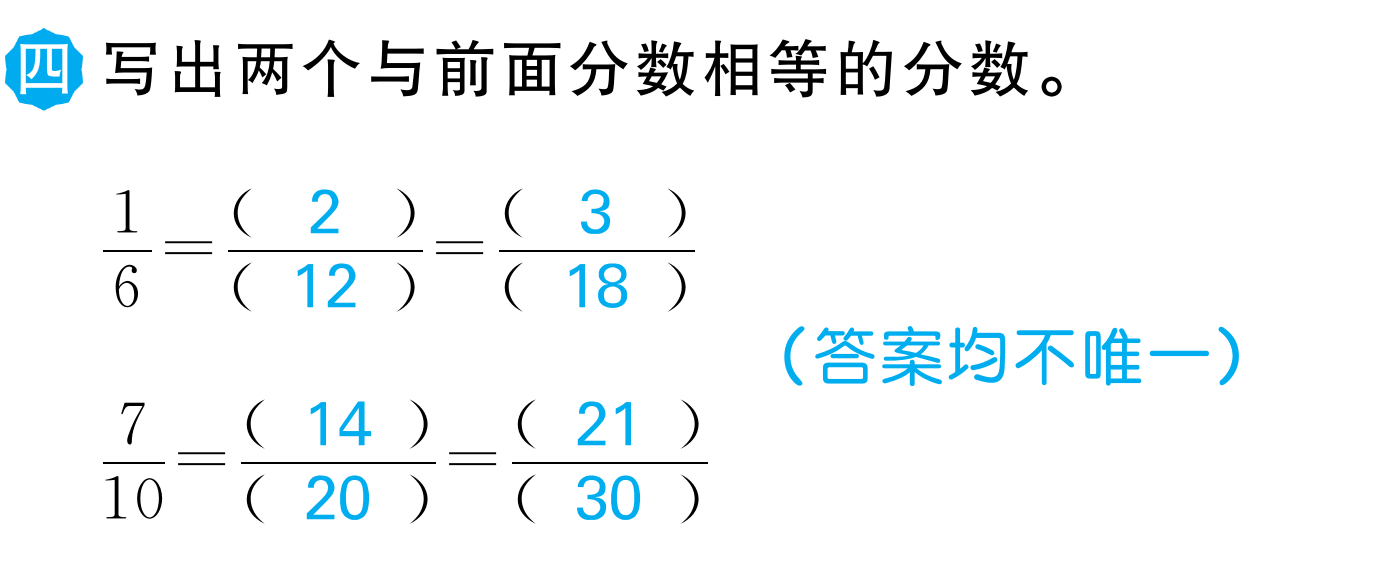 四 写出两个与前面分数相等的分数。
1/6=(2)/(12)=(3)/(18)
(答案均不唯一)
7/10=(14)/(20)=(21)/(30)